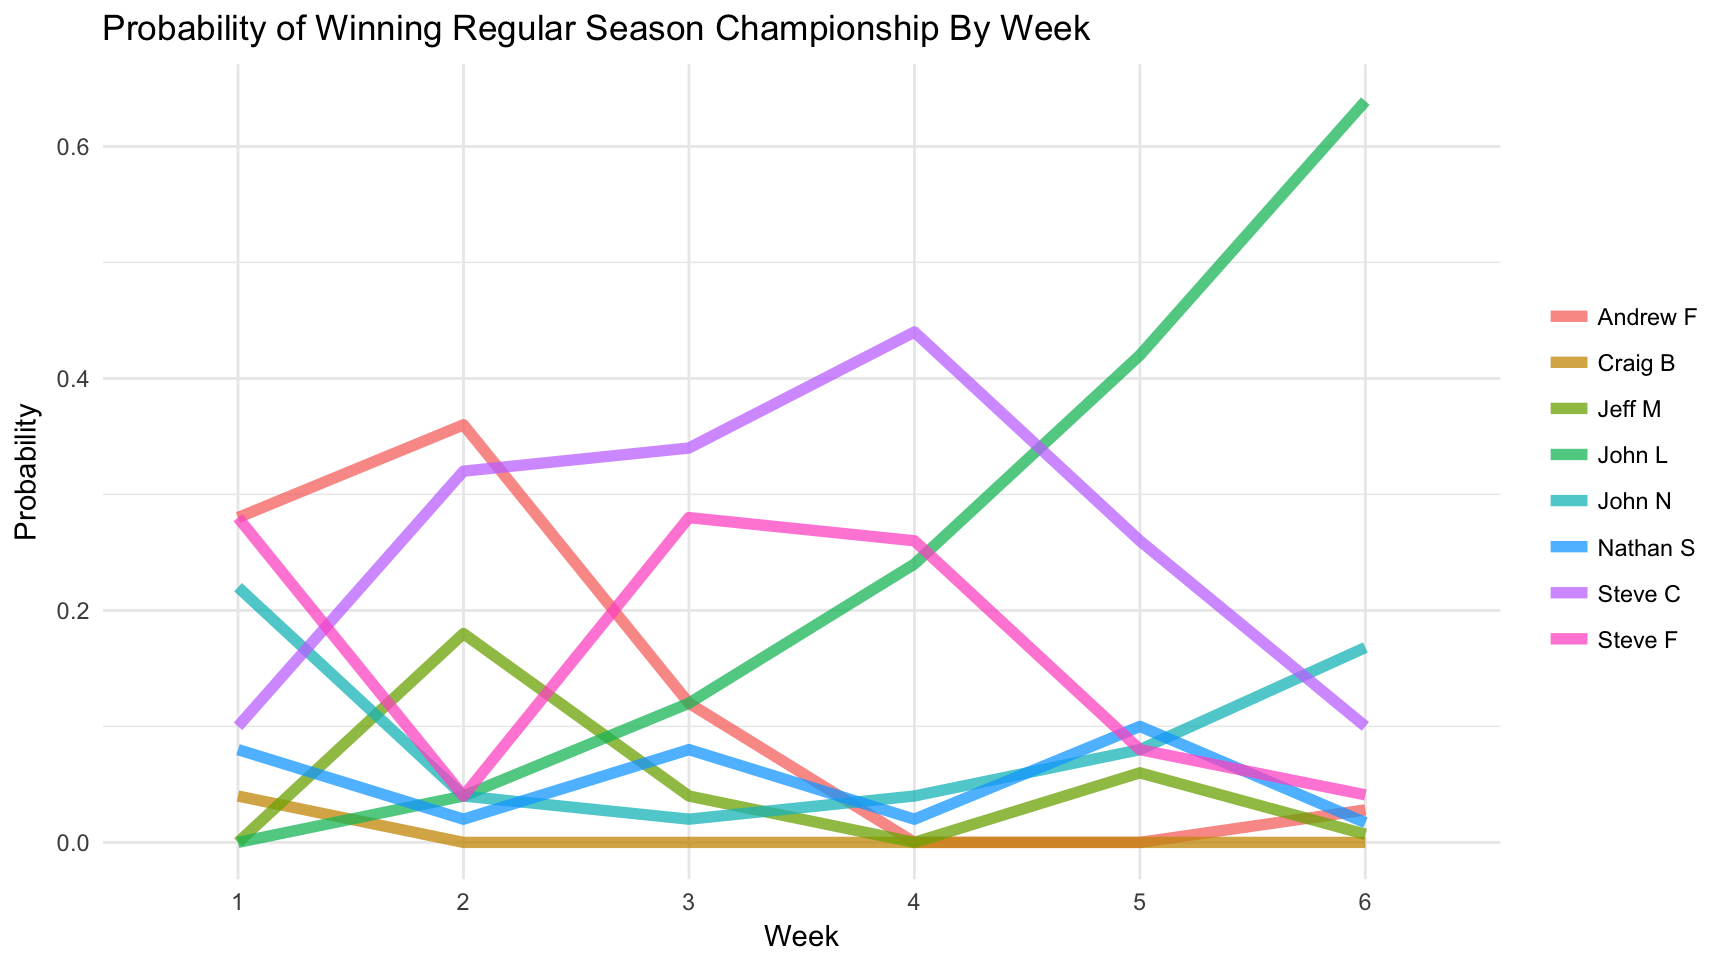 Probability of Winning Regular Season Championship By Week
Probability
0.6
0.4
0.2
0.0
1 2 3 4 5 6
Week
Andrew F
Craig B
Jeff M
John L
John N
Nathan S
Steve C
Steve F